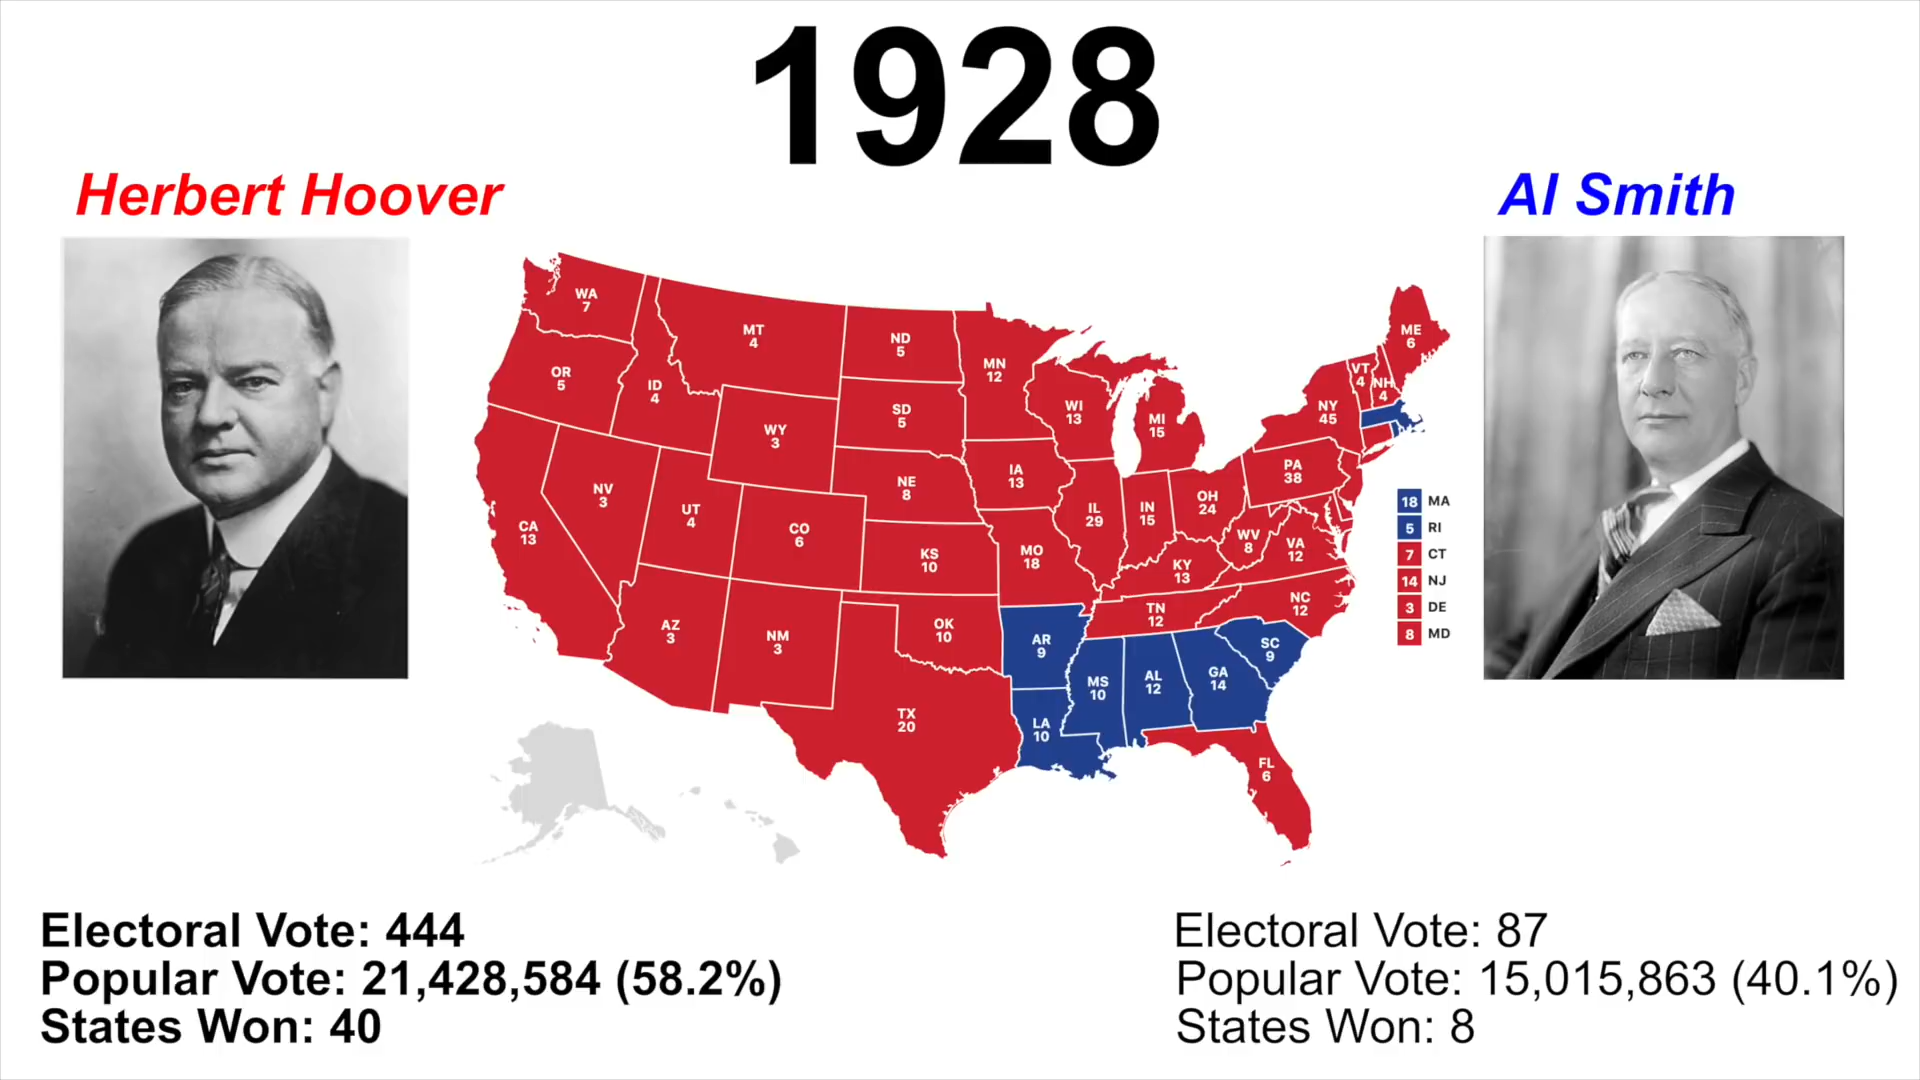 1928
Herbert Hoover
Al Smith
WA
7
MT
4
ND
5
MN
12
ME
6
OR
5
ID
4
SD
5
WI
13
MI
15
NY
45
VT
4
NH
4
WY
3
NE
8
IA
13
PA
38
NV
3
UT
4
CO
6
IL
29
IN
15
OH
24
CA
13
KS
10
MO
18
WV
8
VA
12
KY
13
18 MA
5 RI
7 CT
14 NJ
3 DE
8 MD
AZ
3
NM
3
OK
10
AR
9
TN
12
NC
12
SC
9
TX
20
LA
10
MS
10
AL
12
GA
14
FL
6
Electoral Vote: 444
Popular Vote: 21,428,584 (58.2%)
States Won: 40
Electoral Vote: 87
Popular Vote: 15,015,863 (40.1%)
States Won: 8